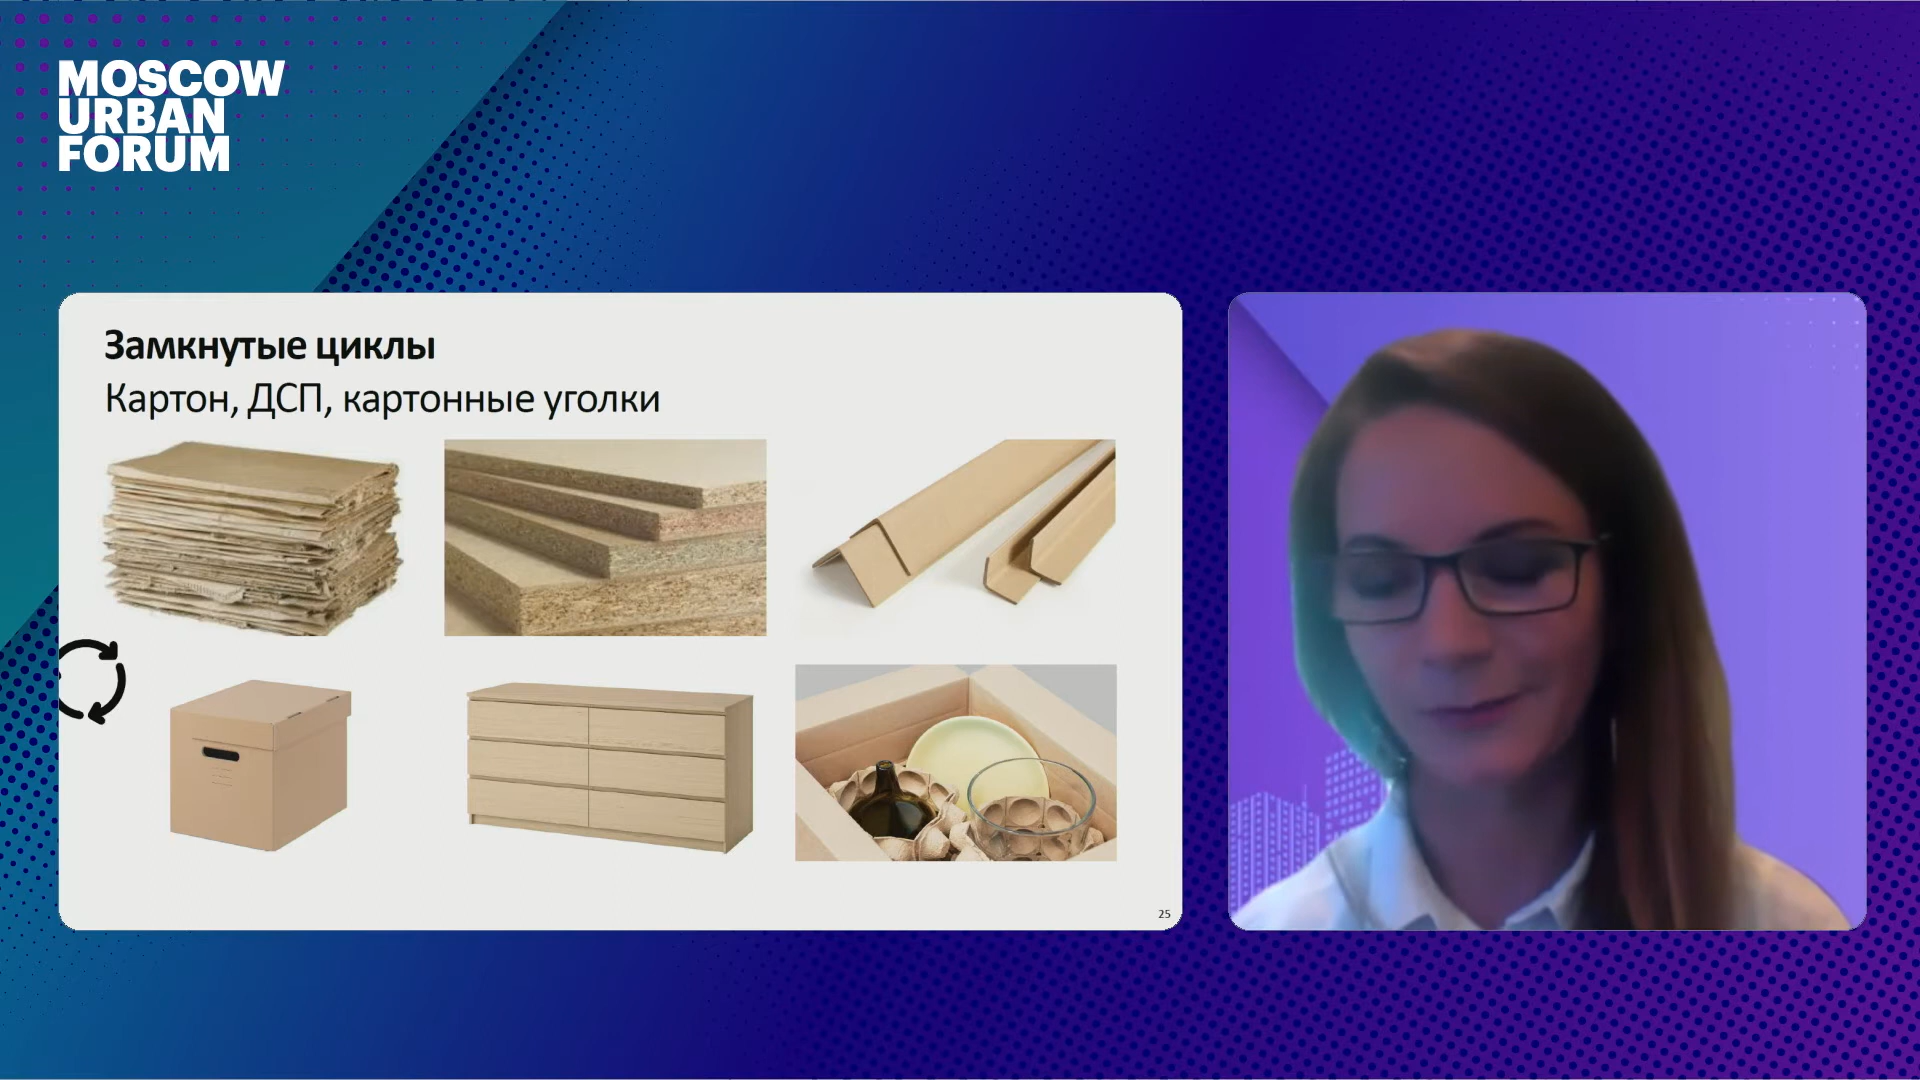 MOSCOW
URBAN
FORUM
Замкнутые циклы
Картон, ДСП, картонные уголки
25